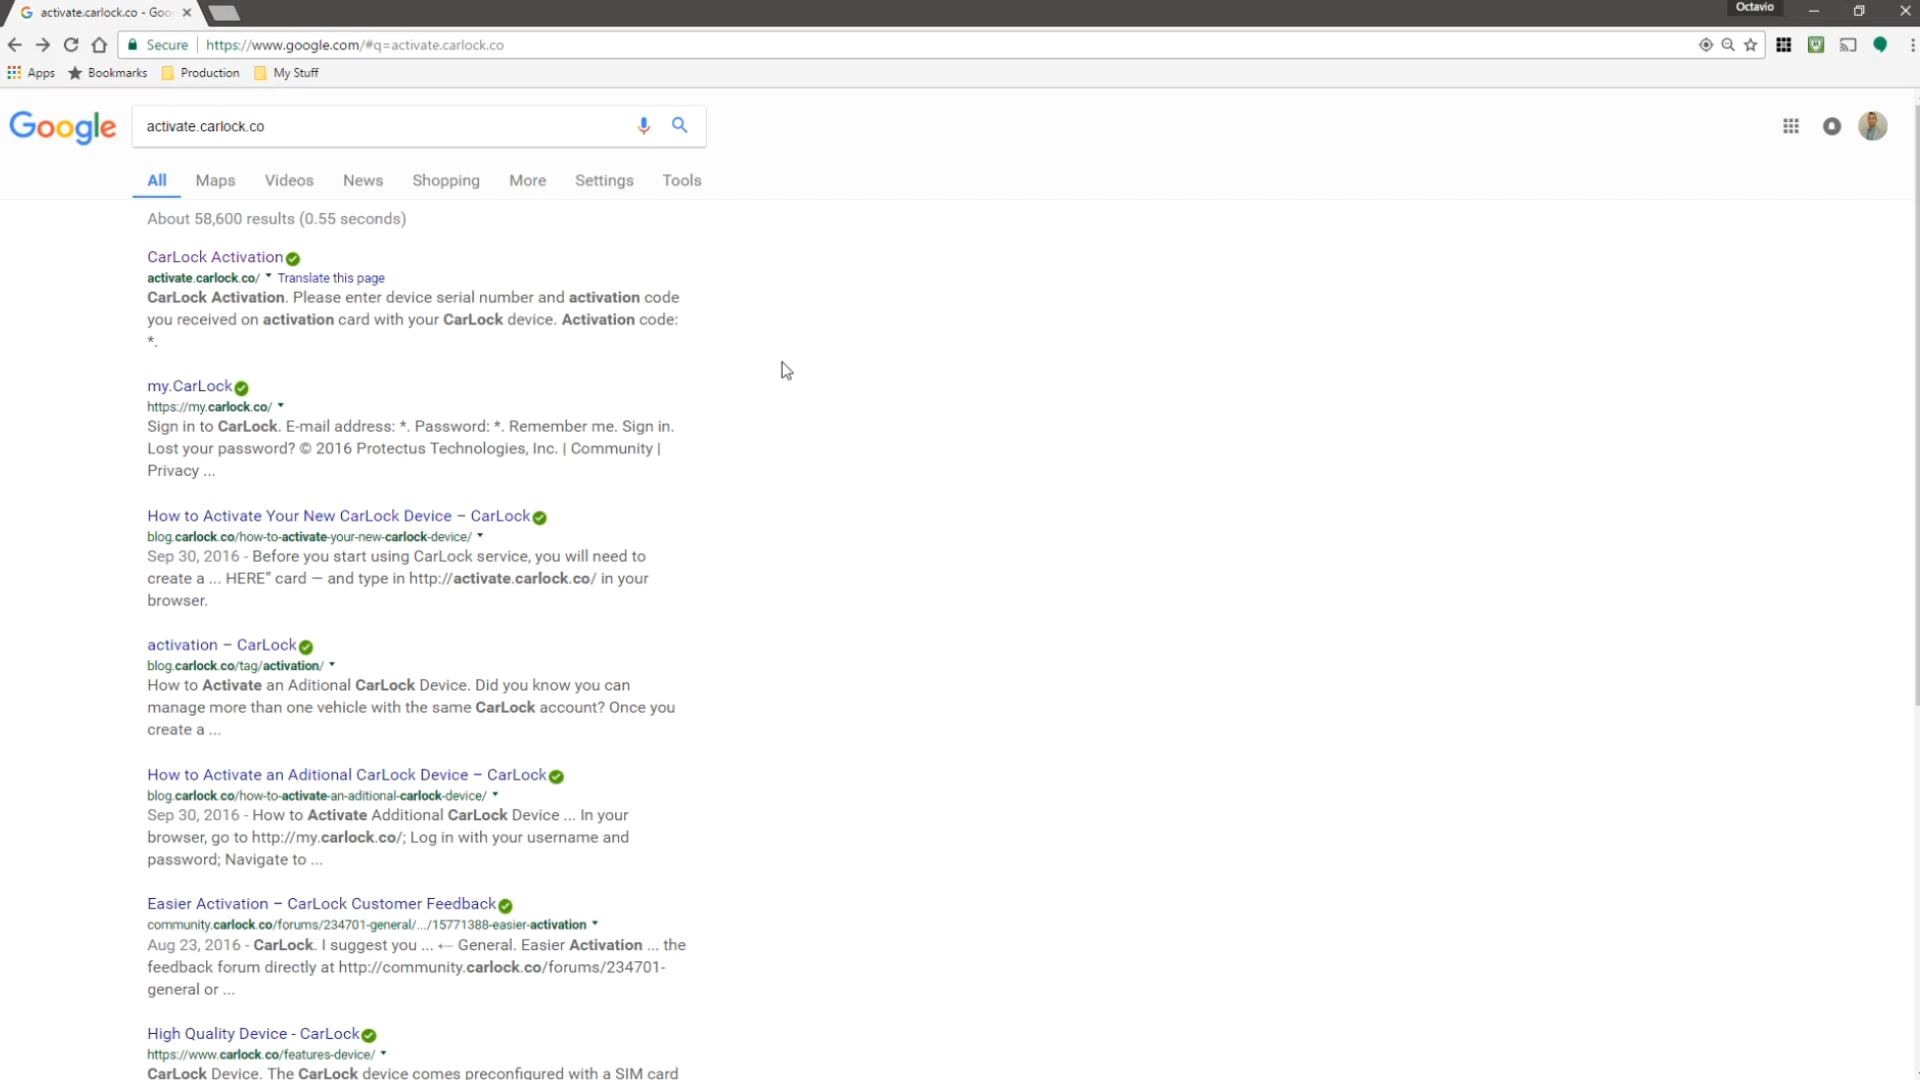 activate.carlock.co - Goo
Octavio
Secure
https://www.google.com/#q=activate.carlock.co
Apps
Bookmarks
Production
My Stuff
Google
activate.carlock.co
All
Maps
Videos
News
Shopping
More
Settings
Tools
About 58,600 results (0.55 seconds)
CarLock Activation
activate.carlock.co/ Translate this page
CarLock Activation. Please enter device serial number and activation code
you received on activation card with your CarLock device. Activation code:
*.
my.CarLock
https://my.carlock.co/
Sign in to CarLock. E-mail address: *. Password: *. Remember me. Sign in.
Lost your password? © 2016 Protectus Technologies, Inc. | Community |
Privacy ...
How to Activate Your New CarLock Device – CarLock
blog.carlock.co/how-to-activate-your-new-carlock-device/
Sep 30, 2016 - Before you start using CarLock service, you will need to
create a ... HERE” card — and type in http://activate.carlock.co/ in your
browser.
activation – CarLock
blog.carlock.co/tag/activation/
How to Activate an Aditional CarLock Device. Did you know you can
manage more than one vehicle with the same CarLock account? Once you
create a ...
How to Activate an Aditional CarLock Device – CarLock
blog.carlock.co/how-to-activate-an-aditional-carlock-device/
Sep 30, 2016 - How to Activate Additional CarLock Device ... In your
browser, go to http://my.carlock.co/; Log in with your username and
password; Navigate to ...
Easier Activation – CarLock Customer Feedback
community.carlock.co/forums/234701-general/.../15771388-easier-activation
Aug 23, 2016 - CarLock. I suggest you ... ← General. Easier Activation ... the
feedback forum directly at http://community.carlock.co/forums/234701-
general or ...
High Quality Device - CarLock
https://www.carlock.co/features-device/
CarLock Device. The CarLock device comes preconfigured with a SIM card